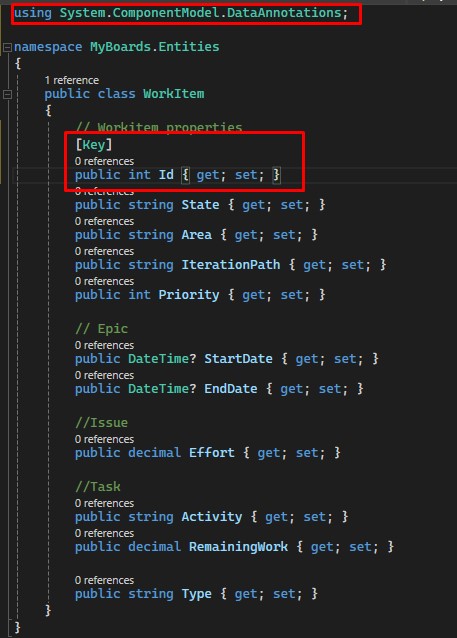 using System.ComponentModel.DataAnnotations;
namespace MyBoards.Entities
{
1 reference
public class WorkItem
{
// Workitem properties
[Key]
0 references
public int Id { get; set; }
0 references
public string State { get; set; }
0 references
public string Area { get; set; }
0 references
public string IterationPath { get; set; }
0 references
public int Priority { get; set; }
// Epic
0 references
public DateTime? StartDate { get; set; }
0 references
public DateTime? EndDate { get; set; }
//Issue
0 references
public decimal Effort { get; set; }
//Task
0 references
public string Activity { get; set; }
0 references
public decimal RemainingWork { get; set; }
0 references
public string Type { get; set; }
}
}